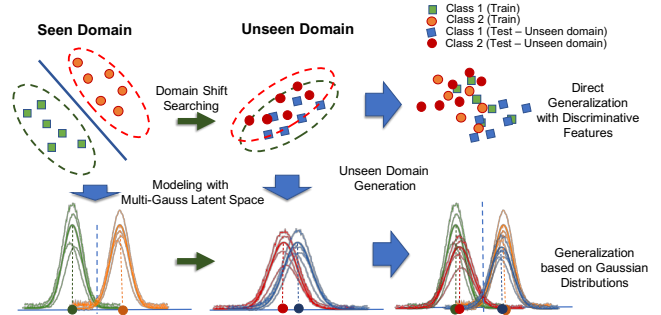 Seen Domain
Unseen Domain
Class 1 (Train)
Class 2 (Train)
Class 1 (Test – Unseen domain)
Class 2 (Test – Unseen domain)
Domain Shift
Searching
Direct
Generalization
with Discriminative
Features
Modeling with
Multi-Gauss Latent Space
Unseen Domain
Generation
Generalization
based on Gaussian
Distributions